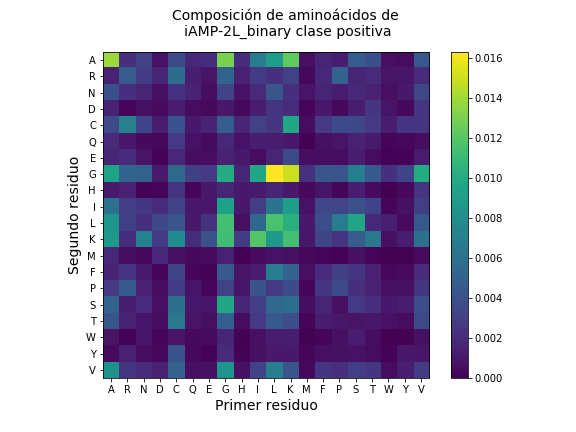 Composición de aminoácidos de
iAMP-2L_binary clase positiva
Segundo residuo
A
R
N
D
C
Q
E
G
H
I
L
K
M
F
P
S
T
W
Y
V
A R N D C Q E G H I L K M F P S T W Y V
Primer residuo
0.016
0.014
0.012
0.010
0.008
0.006
0.004
0.002
0.000